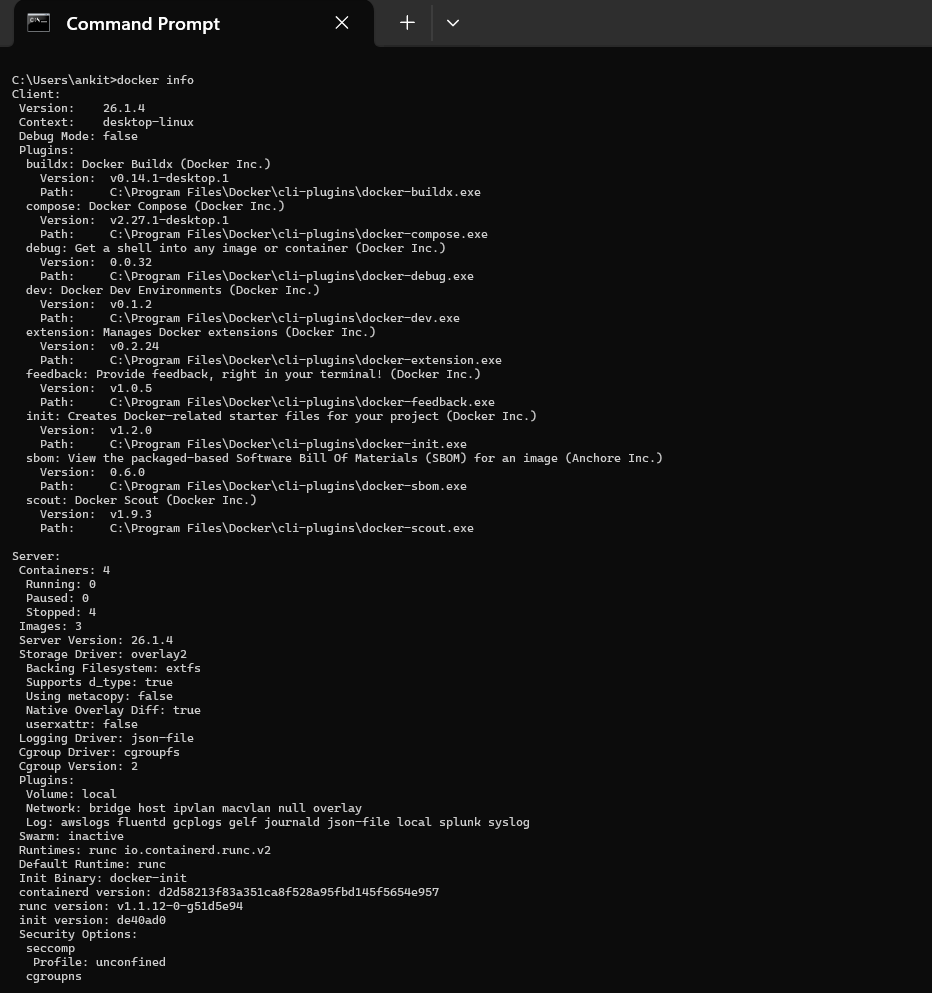 Command Prompt
C:\Users\ankit>docker info
Client:
 Version:    26.1.4
 Context:    desktop-linux
 Debug Mode: false
 Plugins:
  buildx: Docker Buildx (Docker Inc.)
    Version:  v0.14.1-desktop.1
    Path:     C:\Program Files\Docker\cli-plugins\docker-buildx.exe
  compose: Docker Compose (Docker Inc.)
    Version:  v2.27.1-desktop.1
    Path:     C:\Program Files\Docker\cli-plugins\docker-compose.exe
  debug: Get a shell into any image or container (Docker Inc.)
    Version:  0.0.32
    Path:     C:\Program Files\Docker\cli-plugins\docker-debug.exe
  dev: Docker Dev Environments (Docker Inc.)
    Version:  v0.1.2
    Path:     C:\Program Files\Docker\cli-plugins\docker-dev.exe
  extension: Manages Docker extensions (Docker Inc.)
    Version:  v0.2.24
    Path:     C:\Program Files\Docker\cli-plugins\docker-extension.exe
  feedback: Provide feedback, right in your terminal! (Docker Inc.)
    Version:  v1.0.5
    Path:     C:\Program Files\Docker\cli-plugins\docker-feedback.exe
  init: Creates Docker-related starter files for your project (Docker Inc.)
    Version:  v1.2.0
    Path:     C:\Program Files\Docker\cli-plugins\docker-init.exe
  sbom: View the packaged-based Software Bill Of Materials (SBOM) for an image (Anchore Inc.)
    Version:  0.6.0
    Path:     C:\Program Files\Docker\cli-plugins\docker-sbom.exe
  scout: Docker Scout (Docker Inc.)
    Version:  v1.9.3
    Path:     C:\Program Files\Docker\cli-plugins\docker-scout.exe

Server:
 Containers: 4
  Running: 0
  Paused: 0
  Stopped: 4
 Images: 3
 Server Version: 26.1.4
 Storage Driver: overlay2
  Backing Filesystem: extfs
  Supports d_type: true
  Using metacopy: false
  Native Overlay Diff: true
  userxattr: false
 Logging Driver: json-file
 Cgroup Driver: cgroupfs
 Cgroup Version: 2
 Plugins:
  Volume: local
  Network: bridge host ipvlan macvlan null overlay
  Log: awslogs fluentd gcplogs gelf journald json-file local splunk syslog
 Swarm: inactive
 Runtimes: runc io.containerd.runc.v2
 Default Runtime: runc
 Init Binary: docker-init
 containerd version: d2d58213f83a351ca8f528a95fbd145f5654e957
 runc version: v1.1.12-0-g51d5e94
 init version: de40ad0
 Security Options:
  seccomp
   Profile: unconfined
  cgroupns